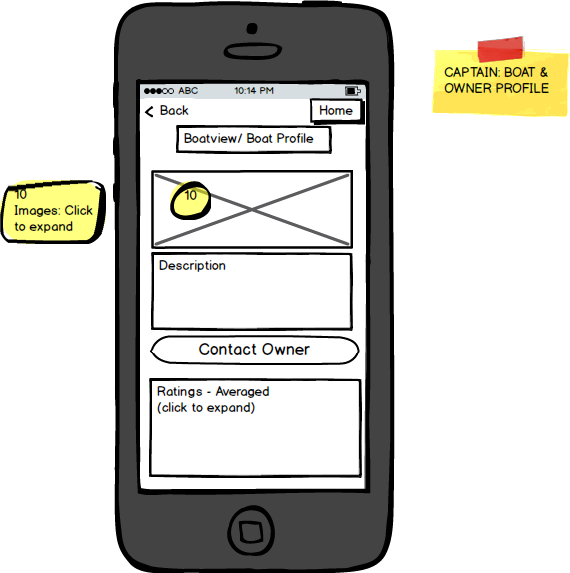 ABC 10:14 PM
Back
Home
Boatview/ Boat Profile
10
Description
Contact Owner
Ratings - Averaged
(click to expand)
10
Images: Click
to expand
CAPTAIN: BOAT &
OWNER PROFILE